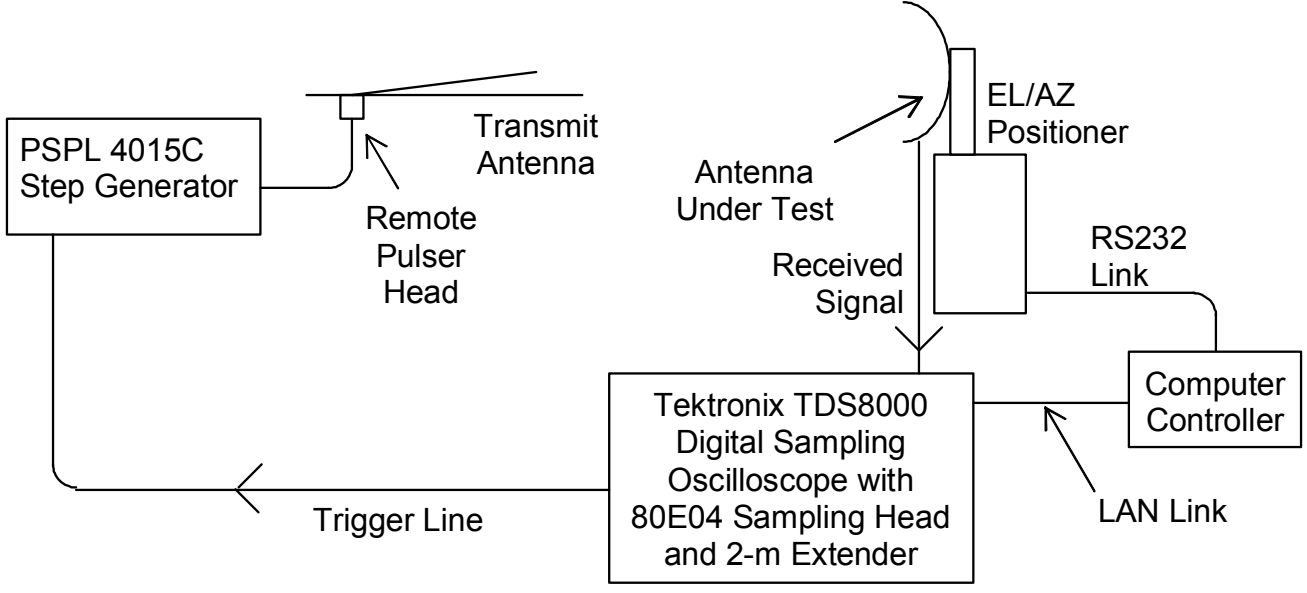 PSPL 4015C
Step Generator
Transmit
Antenna
Remote
Pulser
Head
EL/AZ
Positioner
Antenna
Under Test
Received
Signal
RS232
Link
Computer
Controller
Tektronix TDS8000
Digital Sampling
Oscilloscope with
80E04 Sampling Head
and 2-m Extender
LAN Link
Trigger Line